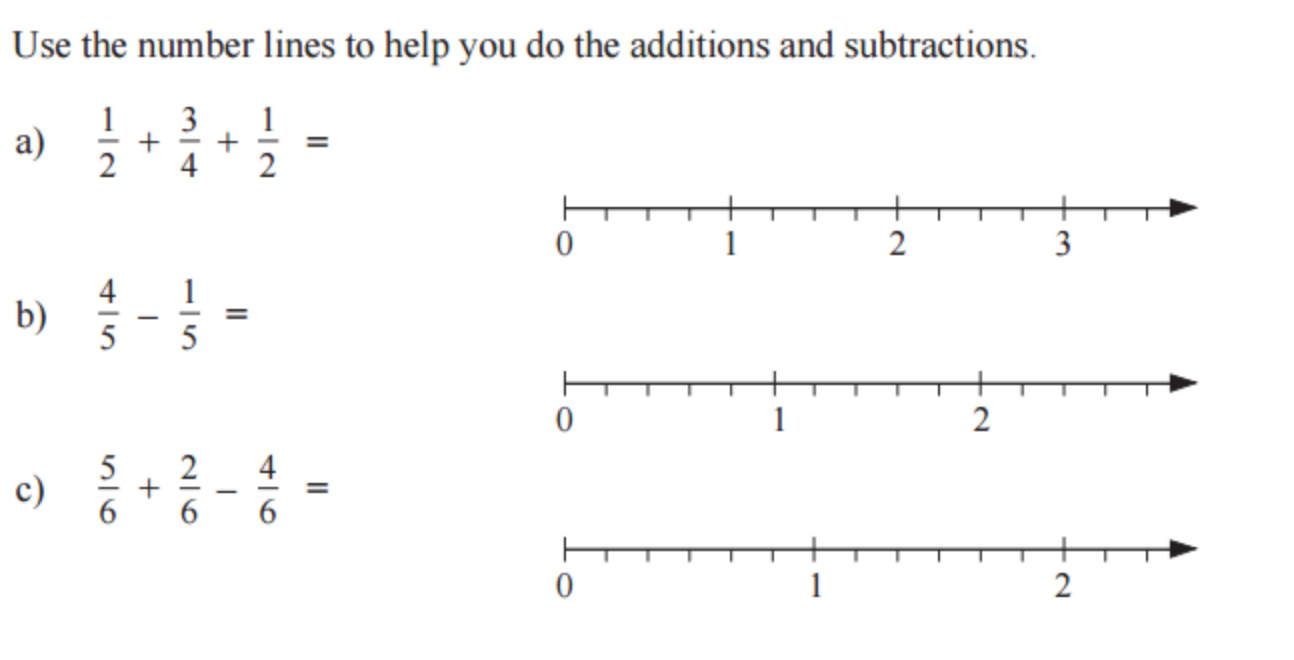 Use the number lines to help you do the additions and subtractions.
a) 1/2 + 3/4 + 1/2 =
0 1 2 3
b) 4/5 – 1/5 =
0 1 2
c) 5/6 + 2/6 – 4/6 =
0 1 2